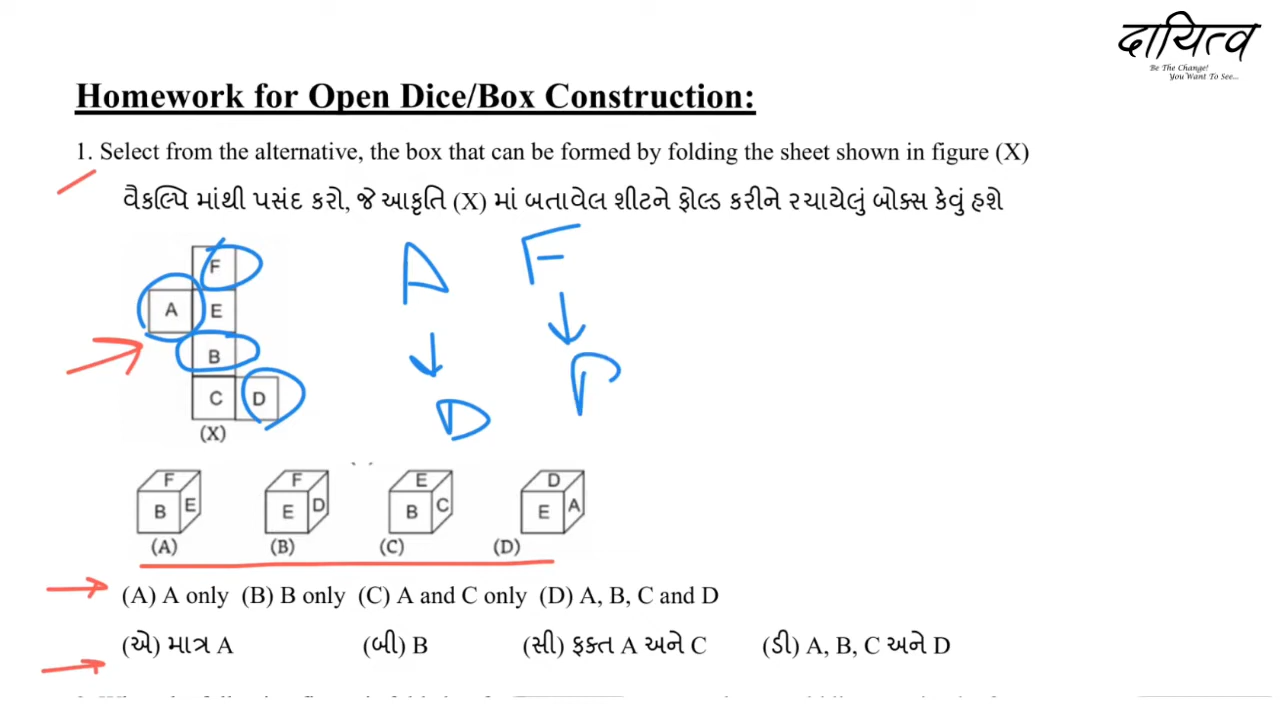 दायित्व
Be The Change!
You Want To See...
Homework for Open Dice/Box Construction:
1. Select from the alternative, the box that can be formed by folding the sheet shown in figure (X)
વૈકલ્પિ માંથી પસંદ કરો, જે આકૃતિ (X) માં બતાવેલ શીટને ફોલ્ડ કરીને રચાયેલું બોક્સ કેવું હશે
F
A E
B
C D
(X)
A F
D
F B E (A)
F E D (B)
E B C (C)
D E A (D)
(A) A only (B) B only (C) A and C only (D) A, B, C and D
(એ) માત્ર A (બી) B (સી) ફક્ત A અને C (ડી) A, B, C અને D